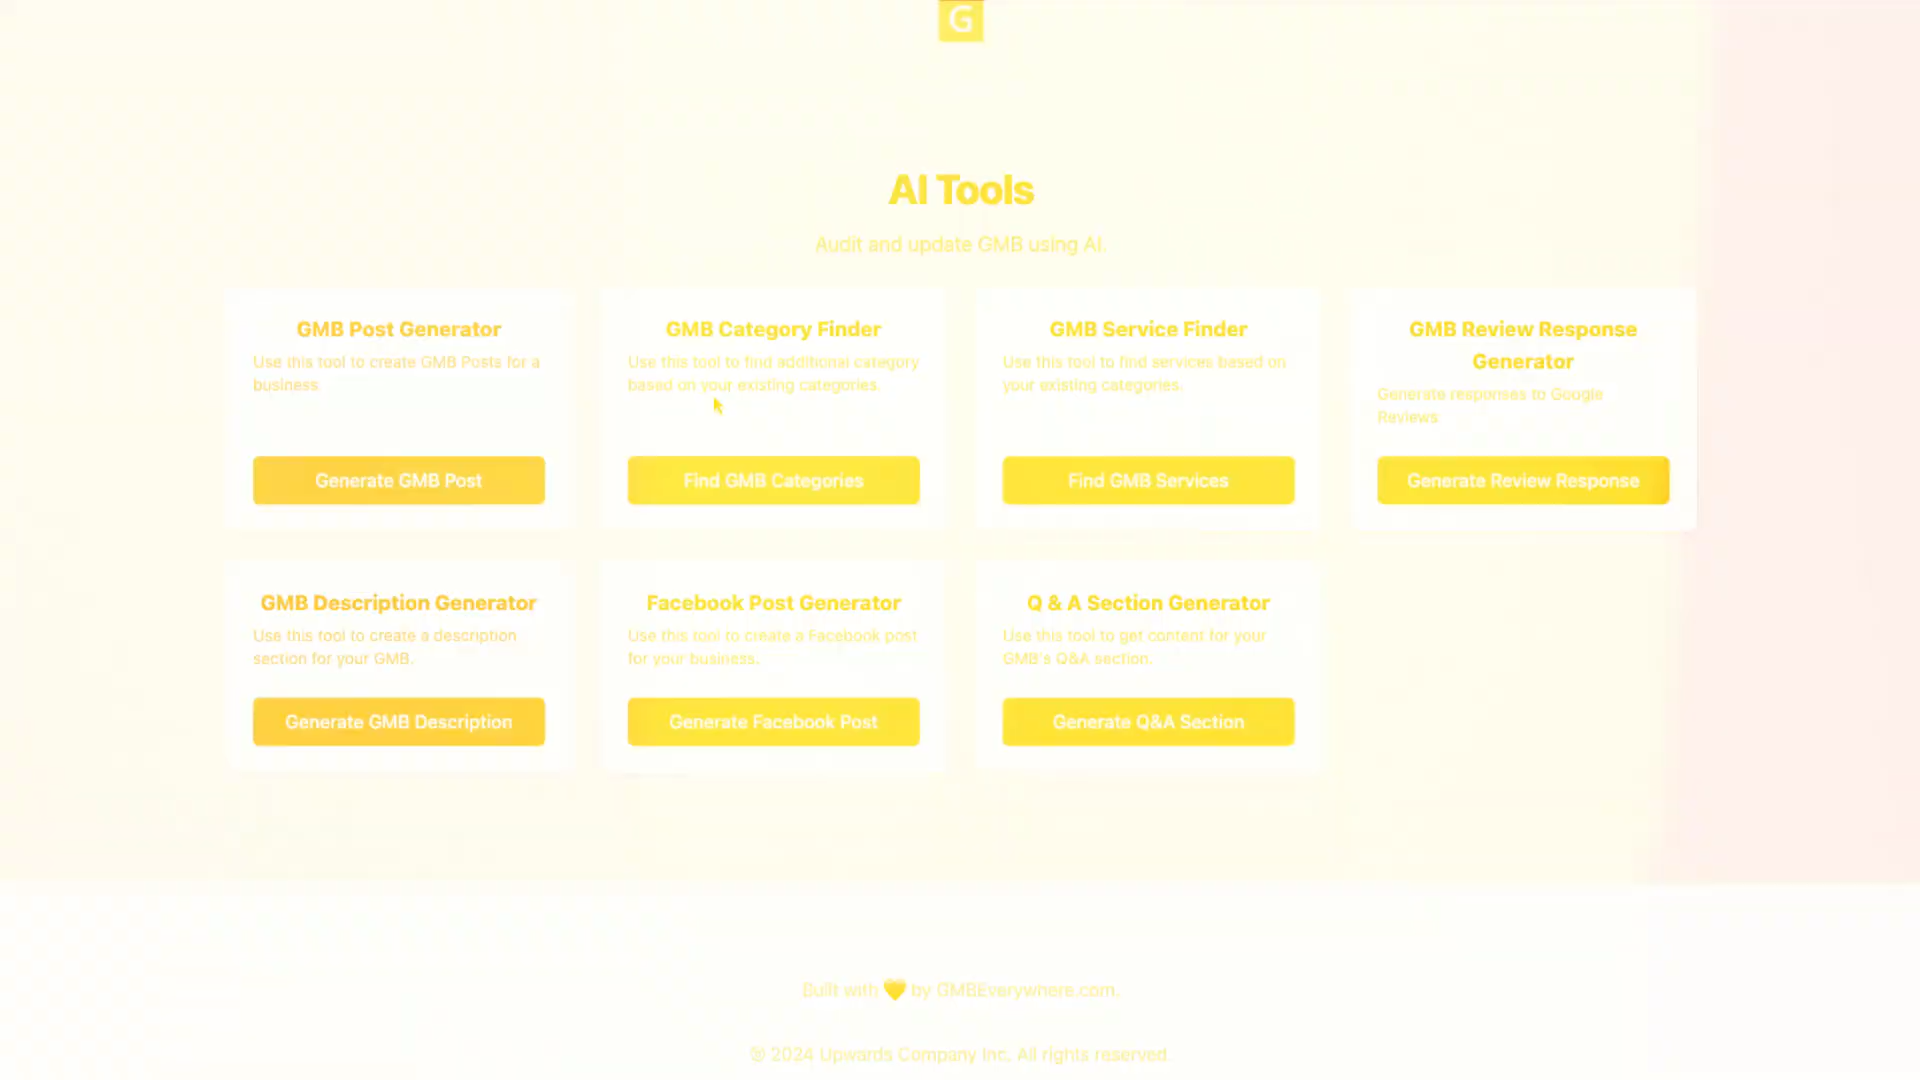 G
AI Tools
Audit and update GMB using AI.
GMB Post Generator
Use this tool to create GMB Posts for a
business
Generate GMB Post
GMB Category Finder
Use this tool to find additional category
based on your existing categories.
Find GMB Categories
GMB Service Finder
Use this tool to find services based on
your existing categories.
Find GMB Services
GMB Review Response
Generator
Generate responses to Google
Reviews
Generate Review Response
GMB Description Generator
Use this tool to create a description
section for your GMB.
Generate GMB Description
Facebook Post Generator
Use this tool to create a Facebook post
for your business.
Generate Facebook Post
Q & A Section Generator
Use this tool to get content for your
GMB's Q&A section.
Generate Q&A Section
Built with 💛 by GMBEverywhere.com.
© 2024 Upwards Company Inc. All rights reserved.